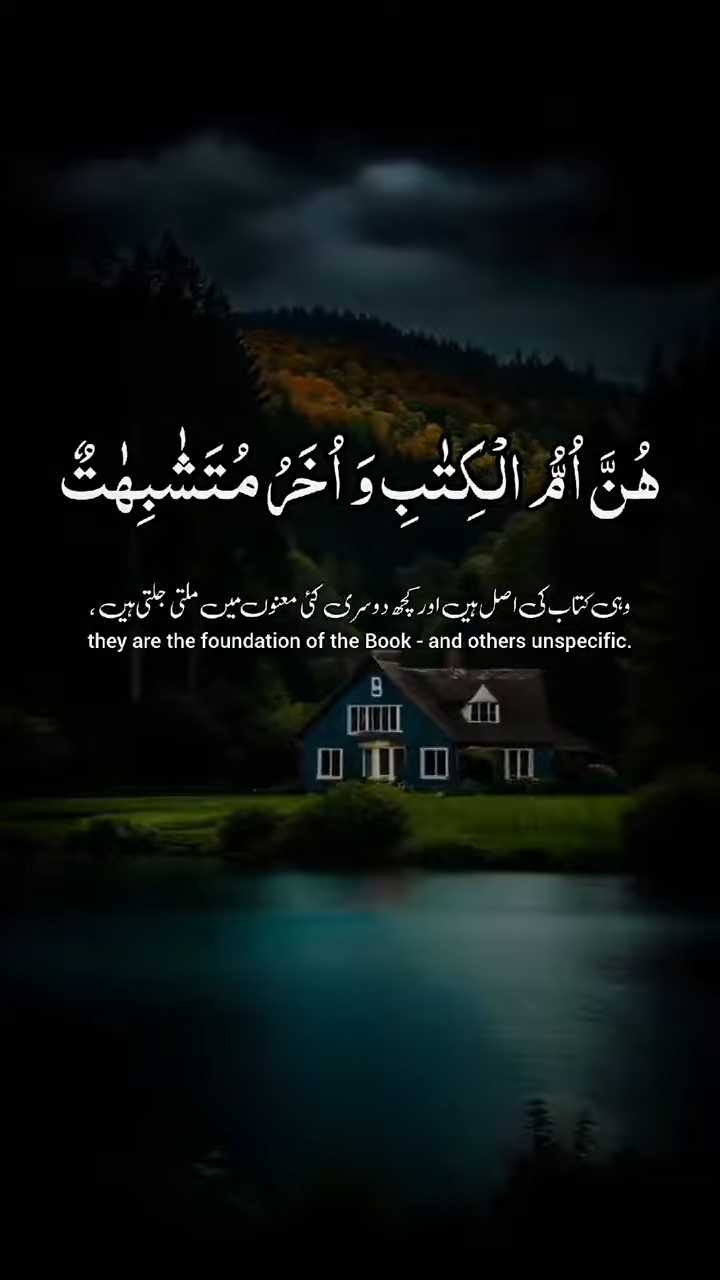 هُنَّ اُمُّ الْكِتٰبِ وَ اُخَرُ مُتَشٰبِهٰتٌ
وہی کتاب کی اصل ہیں اور کچھ دوسری کئی معنوں میں ملتی جلتی ہیں ،
they are the foundation of the Book - and others unspecific.